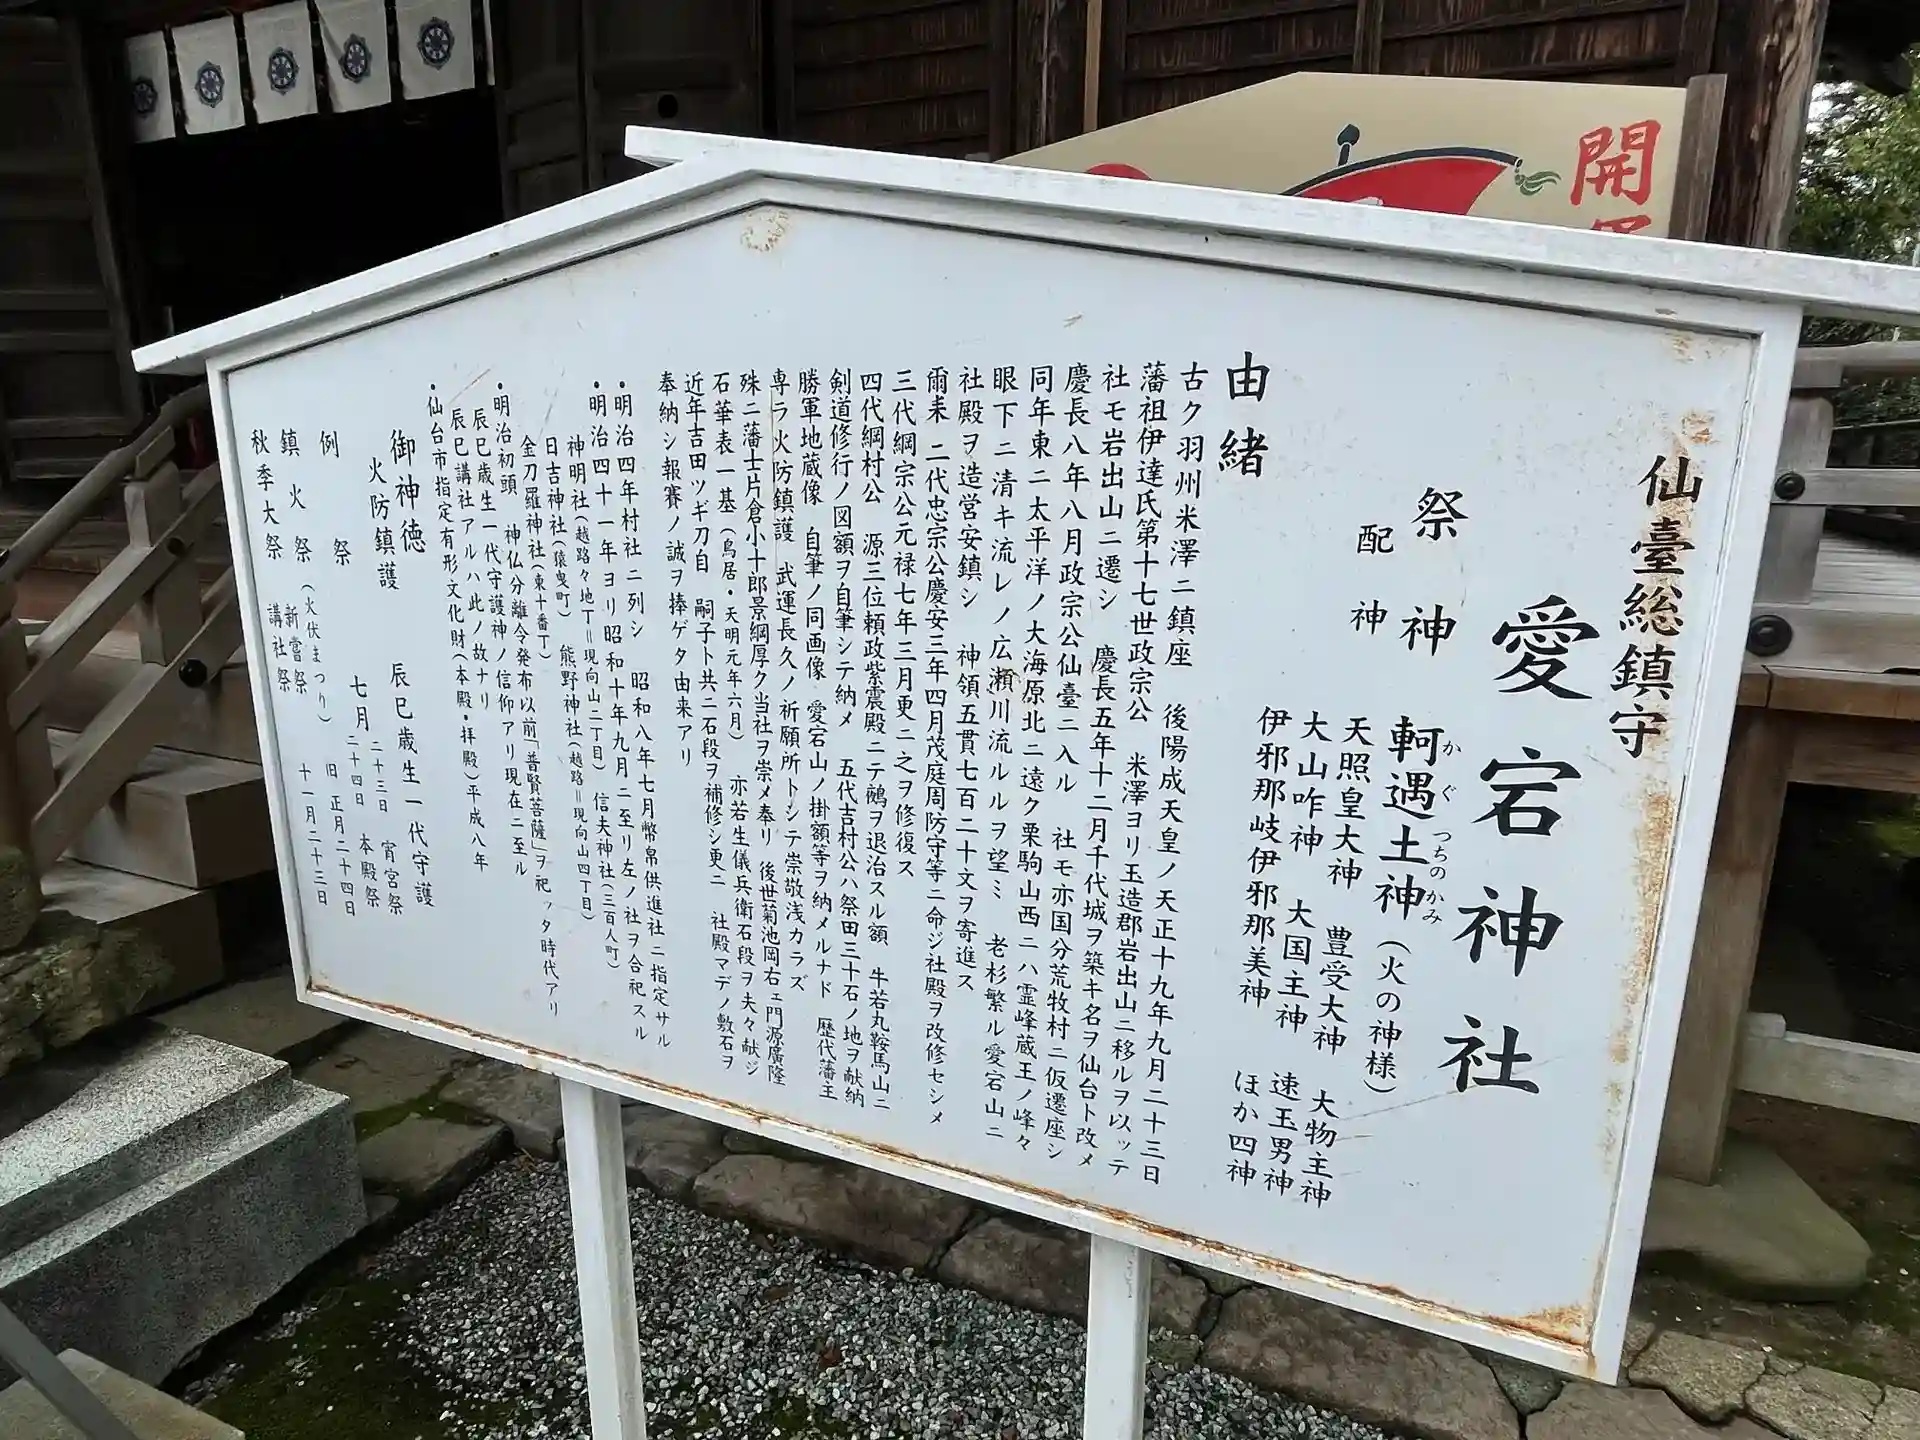 仙臺総鎮守
愛宕神社
祭神 軻遇土神（火の神様）
かぐつちのかみ
配神 天照皇大神 豊受大神 大物主神
大山咋神 大国主神 速玉男神
伊邪那岐伊邪那美神 ほか四神
由緒
古ク羽州米澤ニ鎮座 後陽成天皇ノ天正十九年九月二十三日
藩祖伊達氏第十七世政宗公 米澤ヨリ玉造郡岩出山ニ移ルヲ以ッテ
社モ岩出山ニ遷シ 慶長五年十二月千代城ヲ築キ名ヲ仙台ト改メ
慶長八年八月政宗公仙臺ニ入ル 社モ亦国分荒牧村ニ仮遷座シ
同年東ニ太平洋ノ大海原北ニ遠ク栗駒山西ニハ霊峰蔵王ノ峰々
眼下ニ清キ流レノ広瀬川流ルルヲ望ミ 老杉繁ル愛宕山ニ
社殿ヲ造営安鎮シ 神領五貫七百二十文ヲ寄進ス
爾来 二代忠宗公慶安三年四月茂庭周防守等ニ命ジ社殿ヲ改修セシメ
三代綱宗公元禄七年三月更ニ之ヲ修復ス
四代綱村公 源三位頼政紫震殿ニテ鵺ヲ退治スル額 牛若丸鞍馬山ニ
剣道修行ノ図額ヲ自筆シテ納メ 五代吉村公ハ祭田三十石ノ地ヲ献納
勝軍地蔵像 自筆ノ同画像 愛宕山ノ掛額等ヲ納メルナド 歴代藩主
専ラ火防鎮護 武運長久ノ祈願所トシテ崇敬浅カラズ
殊ニ藩士片倉小十郎景綱厚ク当社ヲ崇メ奉リ 後世菊池岡右ェ門源廣隆
石華表一基（鳥居・天明元年六月） 亦若生儀兵衛石段ヲ夫々献ジ
近年吉田ツギ刀自 嗣子ト共ニ石段ヲ補修シ更ニ 社殿マデノ敷石ヲ
奉納シ報賽ノ誠ヲ捧ゲタ由来アリ
・明治四年村社ニ列シ 昭和八年七月幣帛供進社ニ指定サル
・明治四十一年ヨリ昭和十年九月ニ至リ左ノ社ヲ合祀スル
神明社（越路々地丁＝現向山二丁目） 信夫神社（三百人町）
日吉神社（猿曳町） 熊野神社（越路＝現向山四丁目）
金刀羅神社（東十番丁）
・明治初頭 神仏分離令発布以前「普賢菩薩」ヲ祀ッタ時代アリ
辰巳歳生一代守護神ノ信仰アリ現在ニ至ル
辰巳講社アルハ此ノ故ナリ
・仙台市指定有形文化財（本殿・拝殿）平成八年
御神徳 辰巳歳生一代守護
火防鎮護
例祭 七月 二十三日 宵宮祭
二十四日 本殿祭
鎮火祭（火伏まつり） 旧正月二十四日
秋季大祭 新嘗祭 講社祭 十一月二十三日
開